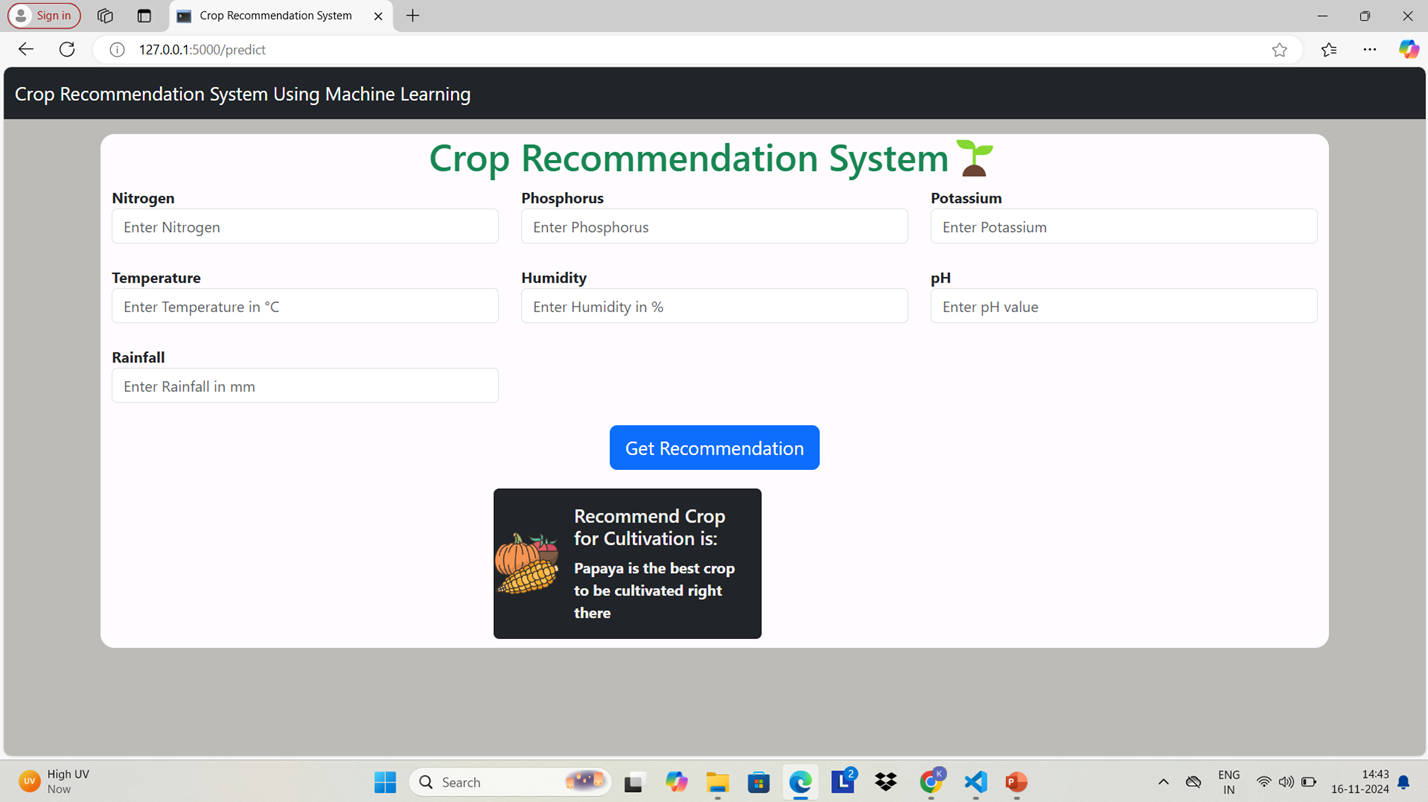 Sign in
Crop Recommendation System
127.0.0.1:5000/predict
Crop Recommendation System Using Machine Learning
Crop Recommendation System
Nitrogen Phosphorus Potassium
Enter Nitrogen Enter Phosphorus Enter Potassium
Temperature Humidity pH
Enter Temperature in °C Enter Humidity in % Enter pH value
Rainfall
Enter Rainfall in mm
Get Recommendation
Recommend Crop
for Cultivation is:
Papaya is the best crop
to be cultivated right
there
UV
High UV
Now
Search
L
2
K
P
ENG
IN
14:43
16-11-2024